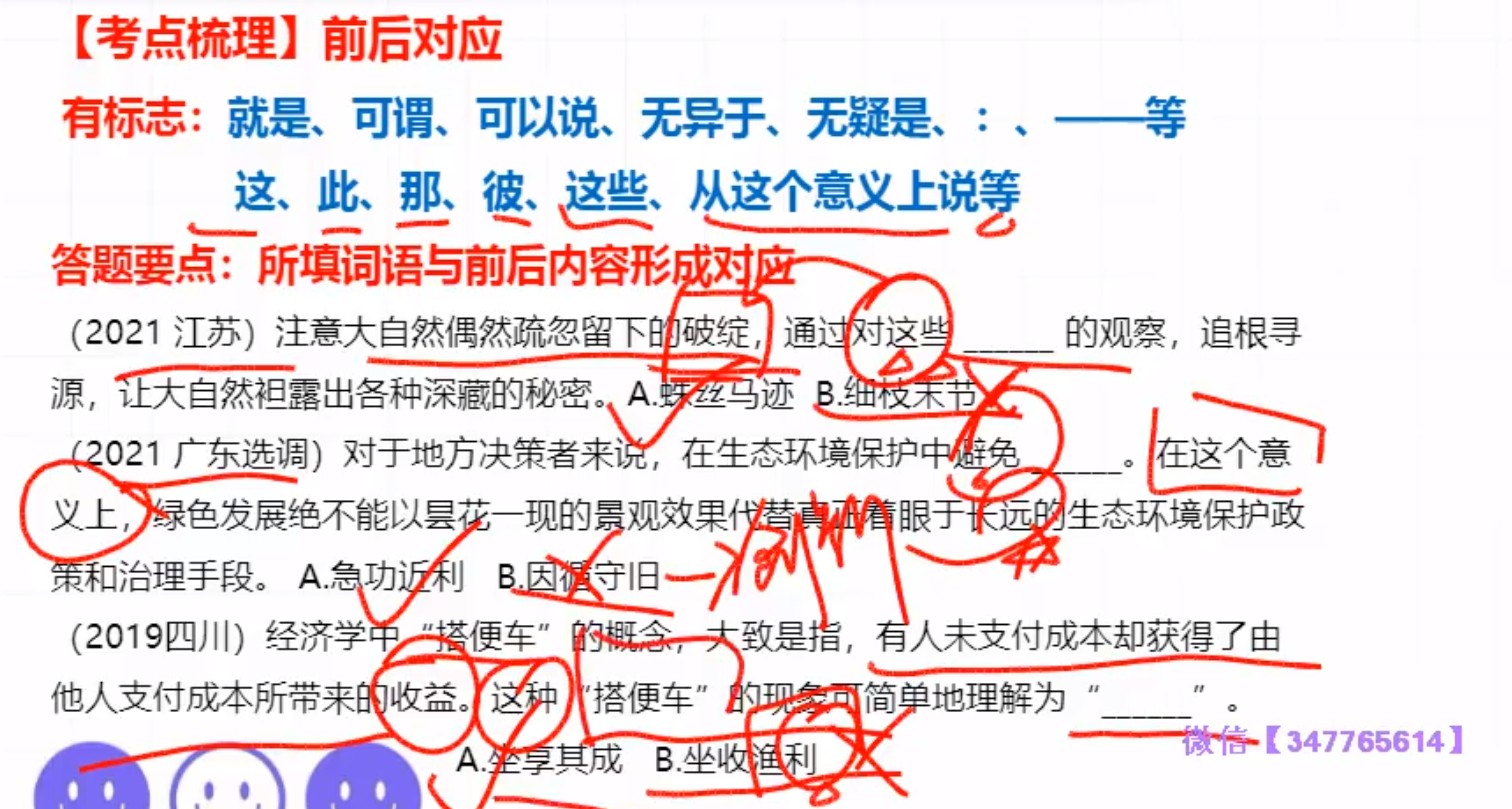 【考点梳理】前后对应
有标志：就是、可谓、可以说、无异于、无疑是、：、——等
这、此、那、彼、这些、从这个意义上说等
答题要点：所填词语与前后内容形成对应
（2021 江苏）注意大自然偶然疏忽留下的破绽，通过对这些 ______ 的观察，追根寻
源，让大自然袒露出各种深藏的秘密。A.蛛丝马迹 B.细枝末节
（2021 广东选调）对于地方决策者来说，在生态环境保护中避免 ______。在这个意
义上，绿色发展绝不能以昙花一现的景观效果代替真正着眼于长远的生态环境保护政
策和治理手段。 A.急功近利 B.因循守旧
（2019四川）经济学中“搭便车”的概念，大致是指，有人未支付成本却获得了由
他人支付成本所带来的收益。这种“搭便车”的现象可简单地理解为“______”。
A.坐享其成 B.坐收渔利
微信【347765614】